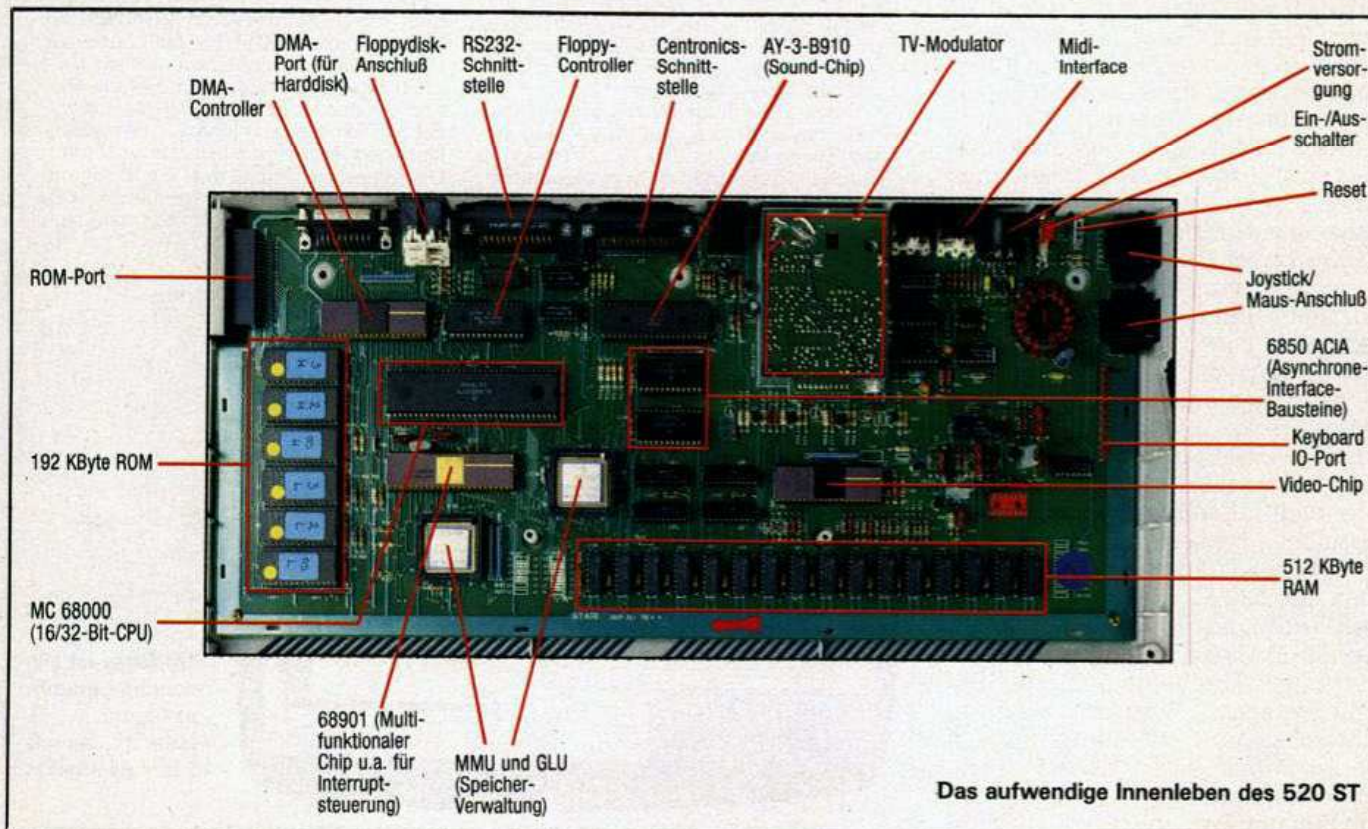 DMA-
Controller
DMA-
Port (für
Harddisk)
Floppydisk-
Anschluß
RS232-
Schnitt-
stelle
Floppy-
Controller
Centronics-
Schnitt-
stelle
AY-3-B910
(Sound-Chip)
TV-Modulator
Midi-
Interface
Strom-
versor-
gung
Ein-/Aus-
schalter
Reset
Joystick/
Maus-Anschluß
6850 ACIA
(Asynchrone-
Interface-
Bausteine)
Keyboard
IO-Port
Video-Chip
512 KByte
RAM
ROM-Port
192 KByte ROM
MC 68000
(16/32-Bit-CPU)
68901 (Multi-
funktionaler
Chip u.a. für
Interrupt-
steuerung)
MMU und GLU
(Speicher-
Verwaltung)
Das aufwendige Innenleben des 520 ST